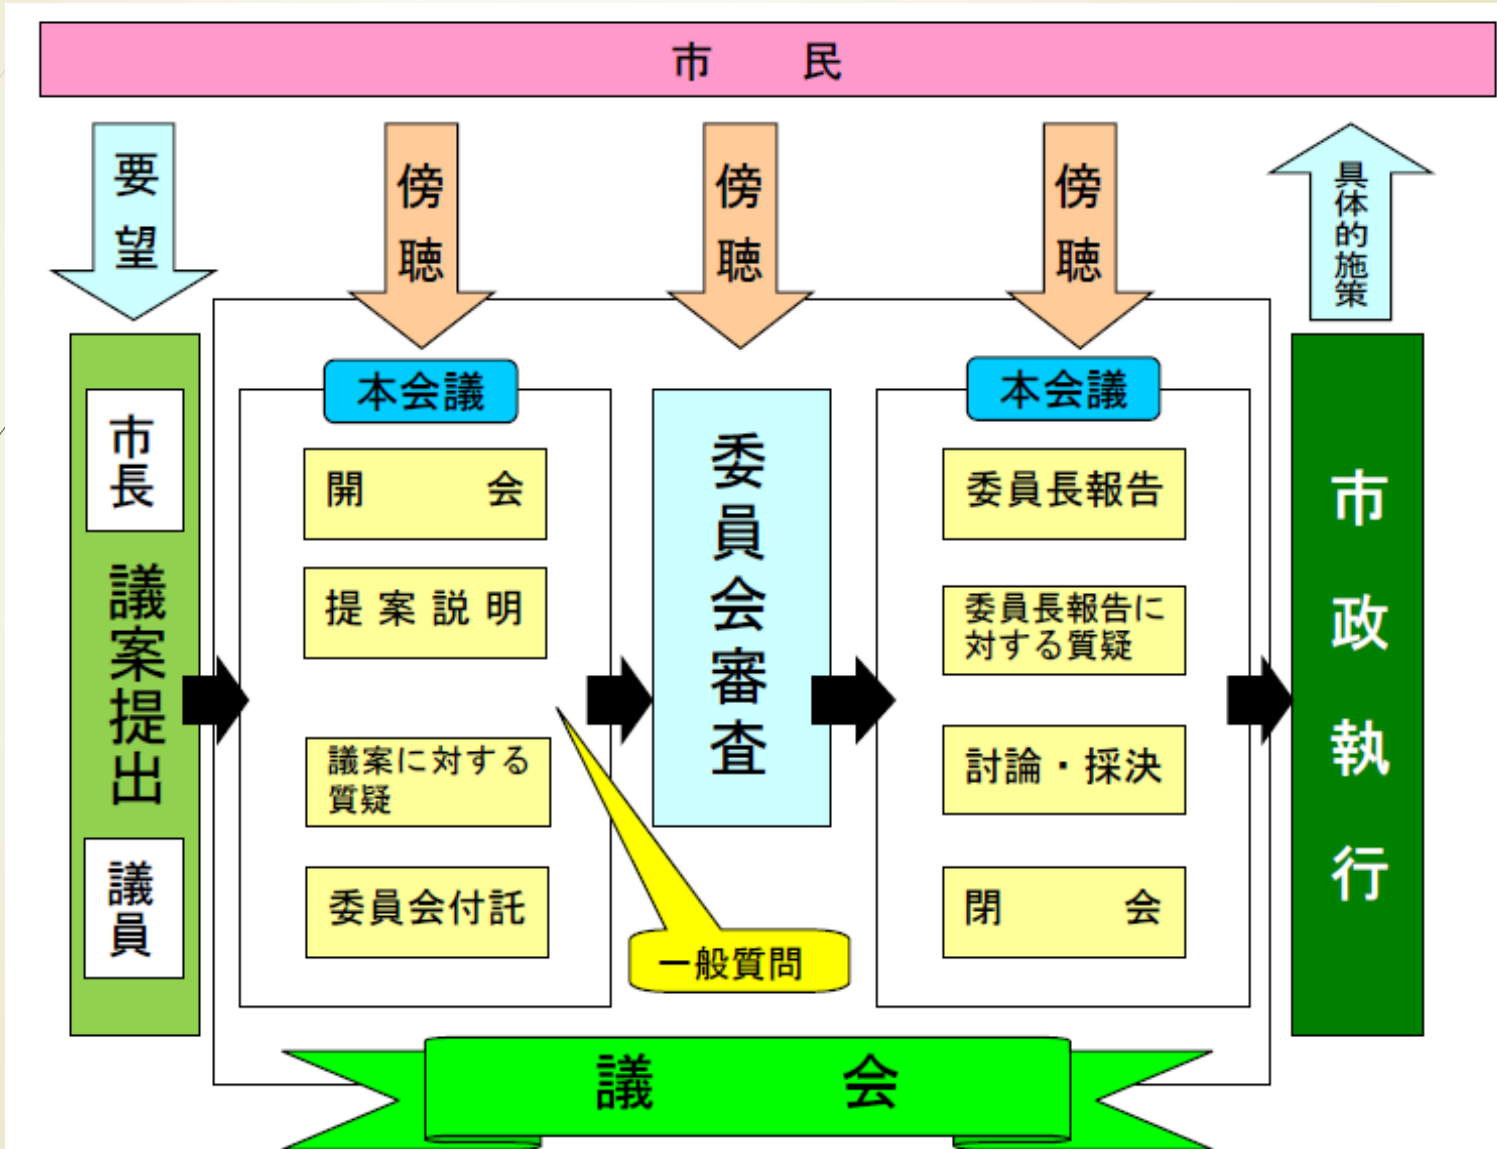 市　民
要望
傍聴
傍聴
傍聴
具体的施策
市長
議案提出
議員
本会議
開　会
提案説明
議案に対する
質疑
委員会付託
一般質問
委員会審査
本会議
委員長報告
委員長報告に
対する質疑
討論・採決
閉　会
市政執行
議　会